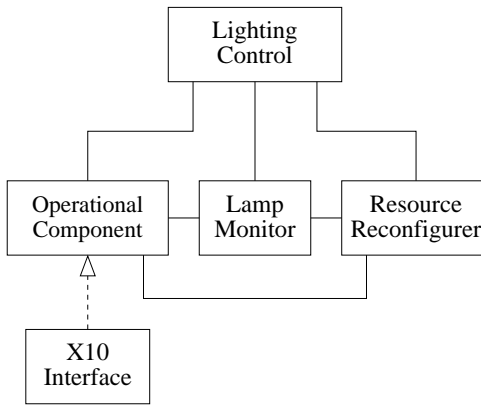 Lighting
Control
Operational
Component
Lamp
Monitor
Resource
Reconfigurer
X10
Interface